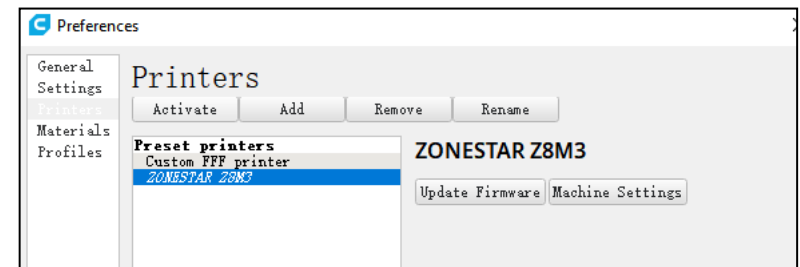 Preferences
General
Settings
Printers
Materials
Profiles
Printers
Activate Add Remove Rename
Preset printers
Custom FFF printer
ZONESTAR Z8M3
ZONESTAR Z8M3
Update Firmware Machine Settings